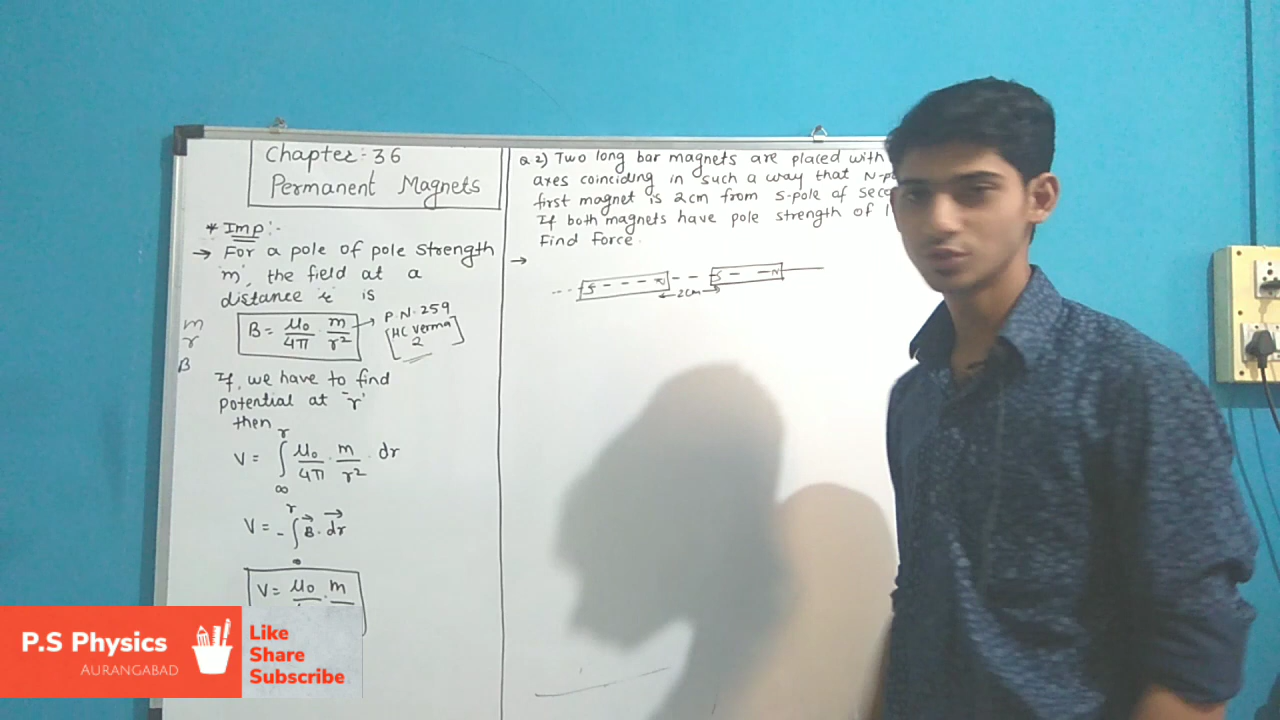 Chapter:36
Permanent Magnets
* Imp:-
→ For a pole of pole strength
'm', the field at a
distance 'r' is
B = μ₀/4π · m/r² → P.N.259
[HC Verma
2]
m
r
B
If, we have to find
potential at "r'
then
V = ∫∞^r μ₀/4π · m/r² · dr
V = - ∫∞^r B⃗ · dr⃗
V = μ₀ · m
Q 2) Two long bar magnets are placed with
axes coinciding in such a way that N-
first magnet is 2cm from S-pole of
If both magnets have pole strength of
Find Force.
→
S N S N
2cm
P.S Physics
AURANGABAD
Like
Share
Subscribe